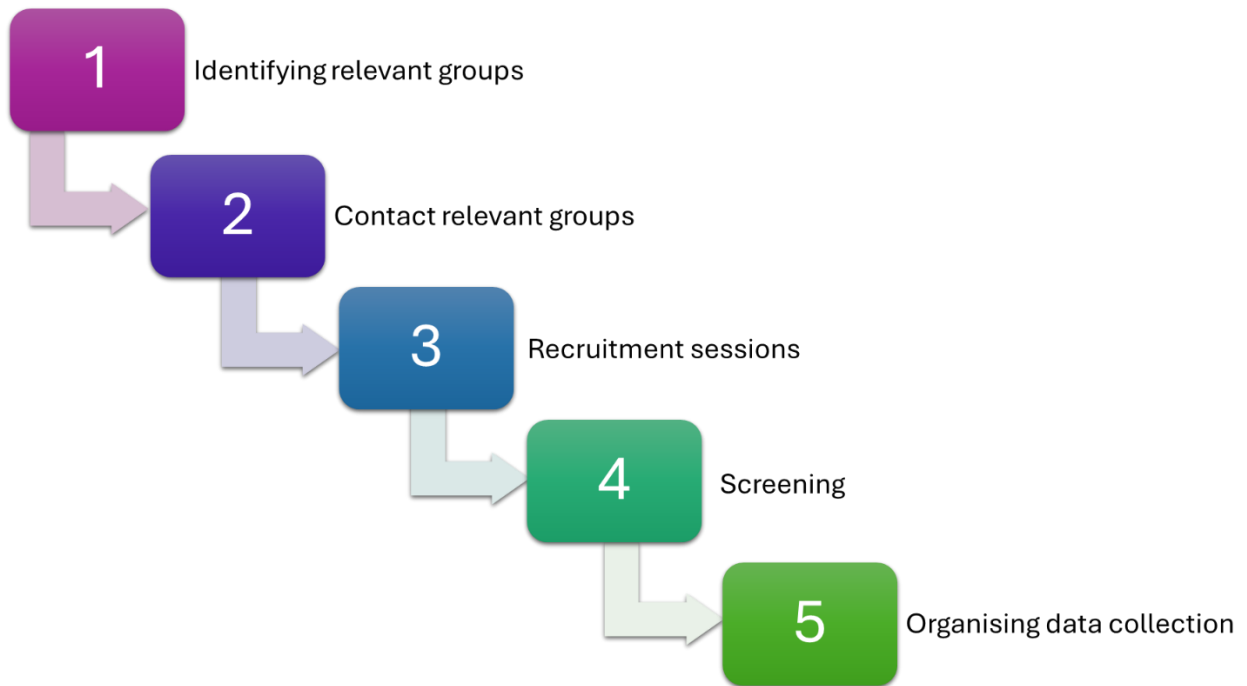 1
Identifying relevant groups
2
Contact relevant groups
3
Recruitment sessions
4
Screening
5
Organising data collection